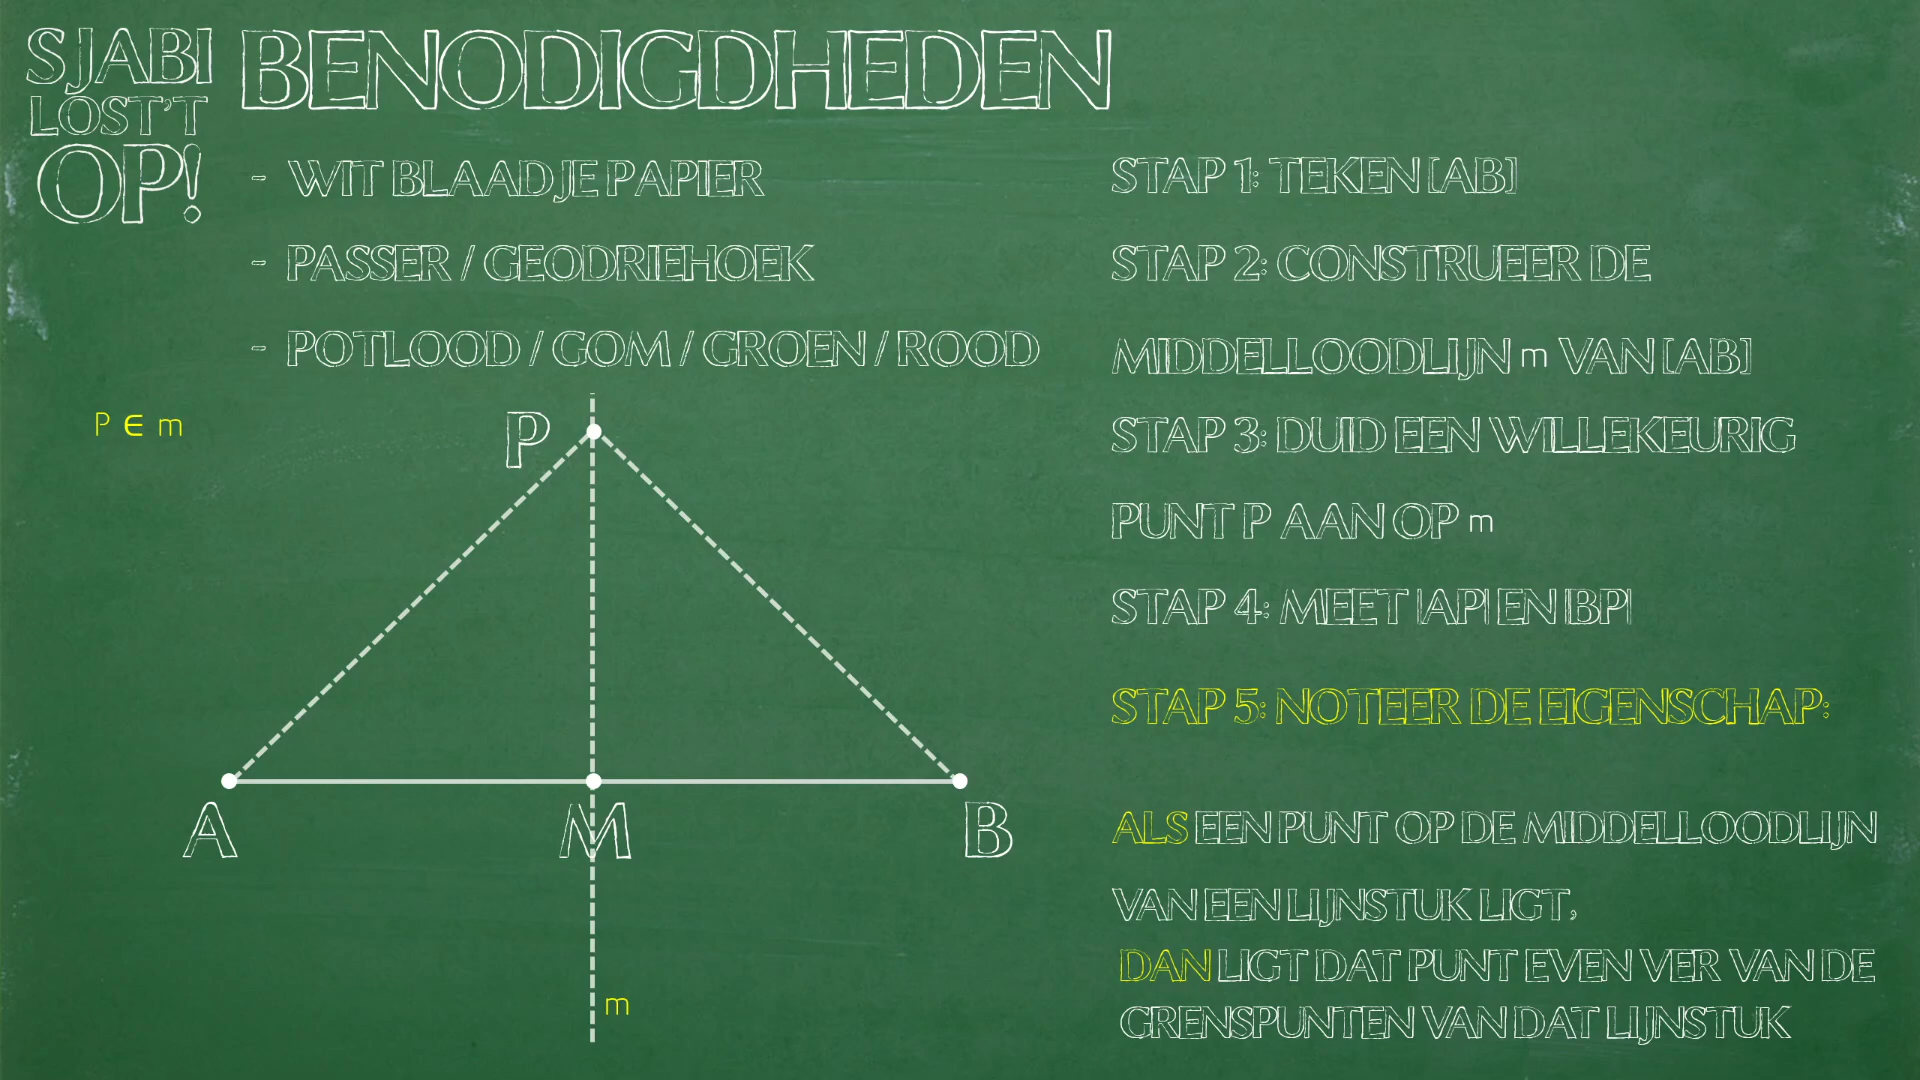 SJABI
LOST'T
OP!
BENODIGDHEDEN
- WIT BLAADJE PAPIER
- PASSER / GEODRIEHOEK
- POTLOOD / GOM / GROEN / ROOD
P ∈ m
P
A
M
B
m
STAP 1: TEKEN [AB]
STAP 2: CONSTRUEER DE
MIDDELLOODLIJN m VAN [AB]
STAP 3: DUID EEN WILLEKEURIG
PUNT P AAN OP m
STAP 4: MEET |AP| EN |BP|
STAP 5: NOTEER DE EIGENSCHAP:
ALS EEN PUNT OP DE MIDDELLOODLIJN
VAN EEN LIJNSTUK LIGT,
DAN LIGT DAT PUNT EVEN VER VAN DE
GRENSPUNTEN VAN DAT LIJNSTUK